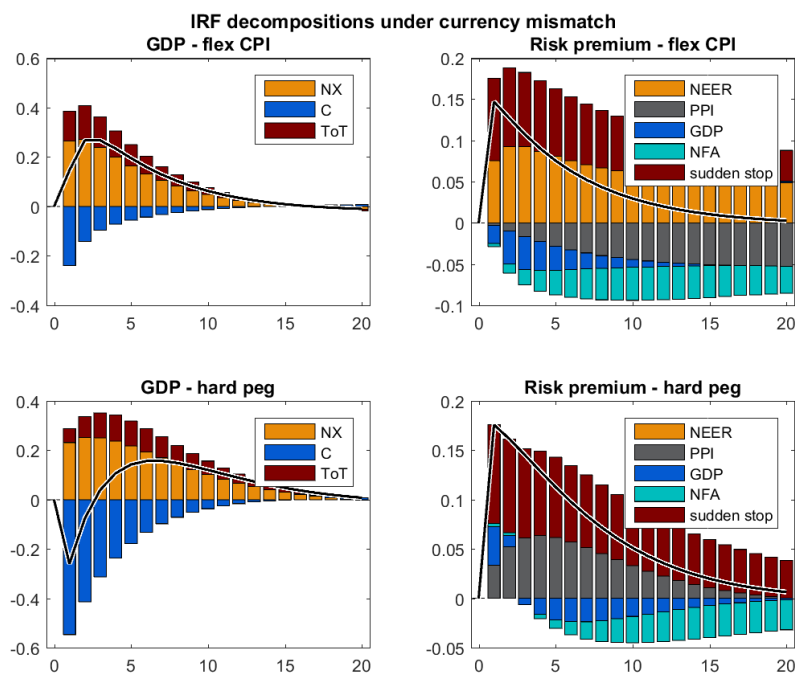 IRF decompositions under currency mismatch
GDP - flex CPI
0.6
0.4
0.2
0
-0.2
-0.4
0
5
10
15
20
NX
C
ToT
Risk premium - flex CPI
0.2
0.15
0.1
0.05
0
-0.05
-0.1
0
5
10
15
20
NEER
PPI
GDP
NFA
sudden stop
GDP - hard peg
0.4
0.2
0
-0.2
-0.4
-0.6
0
5
10
15
20
NX
C
ToT
Risk premium - hard peg
0.2
0.15
0.1
0.05
0
-0.05
0
5
10
15
20
NEER
PPI
GDP
NFA
sudden stop